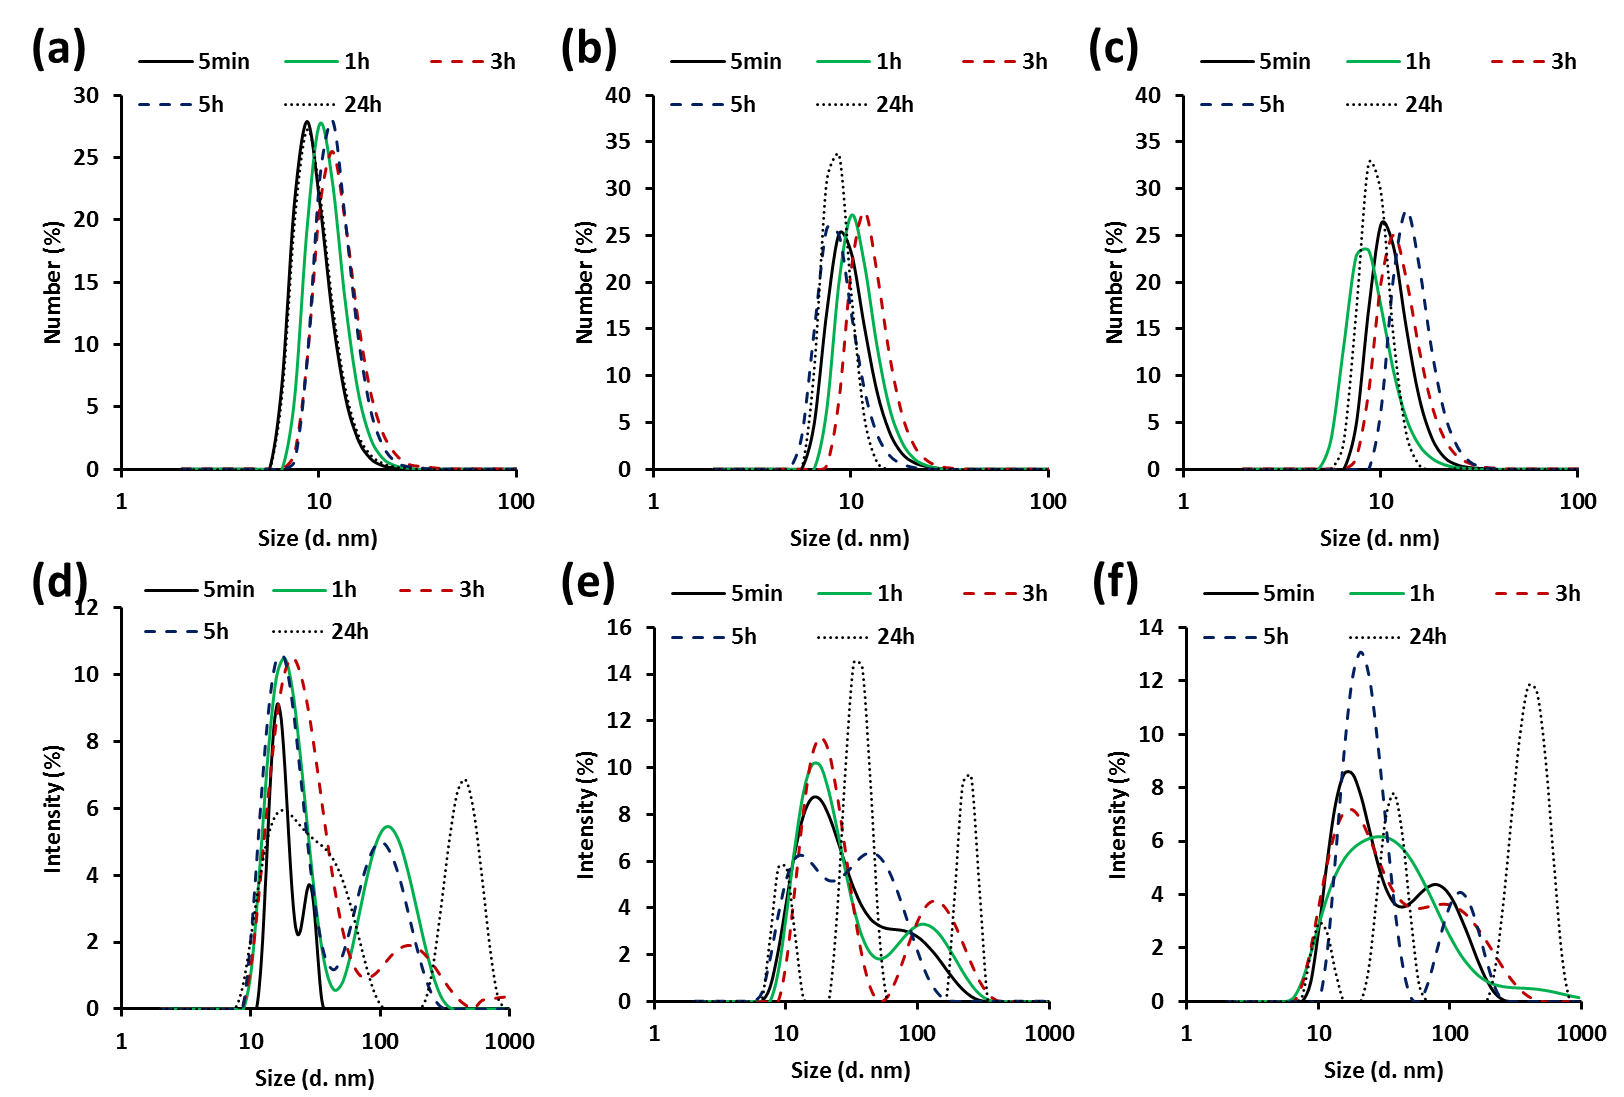 (a) 5min 1h 3h
5h 24h
30
25
20
15
10
5
0
Number (%)
1 10 100
Size (d. nm)
(b) 5min 1h 3h
5h 24h
40
35
30
25
20
15
10
5
0
Number (%)
1 10 100
Size (d. nm)
(c) 5min 1h 3h
5h 24h
40
35
30
25
20
15
10
5
0
Number (%)
1 10 100
Size (d. nm)
(d) 5min 1h 3h
5h 24h
12
10
8
6
4
2
0
Intensity (%)
1 10 100 1000
Size (d. nm)
(e) 5min 1h 3h
5h 24h
16
14
12
10
8
6
4
2
0
Intensity (%)
1 10 100 1000
Size (d. nm)
(f) 5min 1h 3h
5h 24h
14
12
10
8
6
4
2
0
Intensity (%)
1 10 100 1000
Size (d. nm)